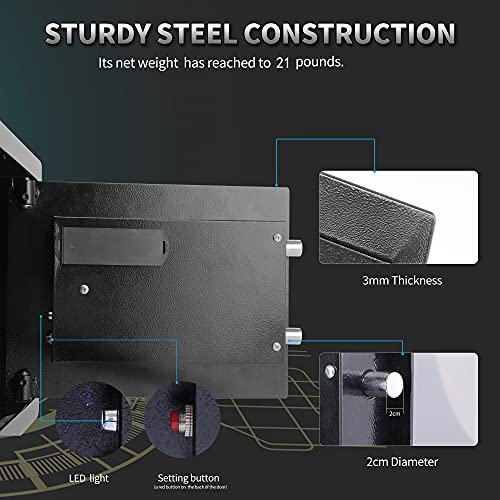 STURDY STEEL CONSTRUCTION
Its net weight has reached to 21 pounds.
3mm Thickness
2cm
2cm Diameter
LED light
Setting button
(a red buction on the back of the door)